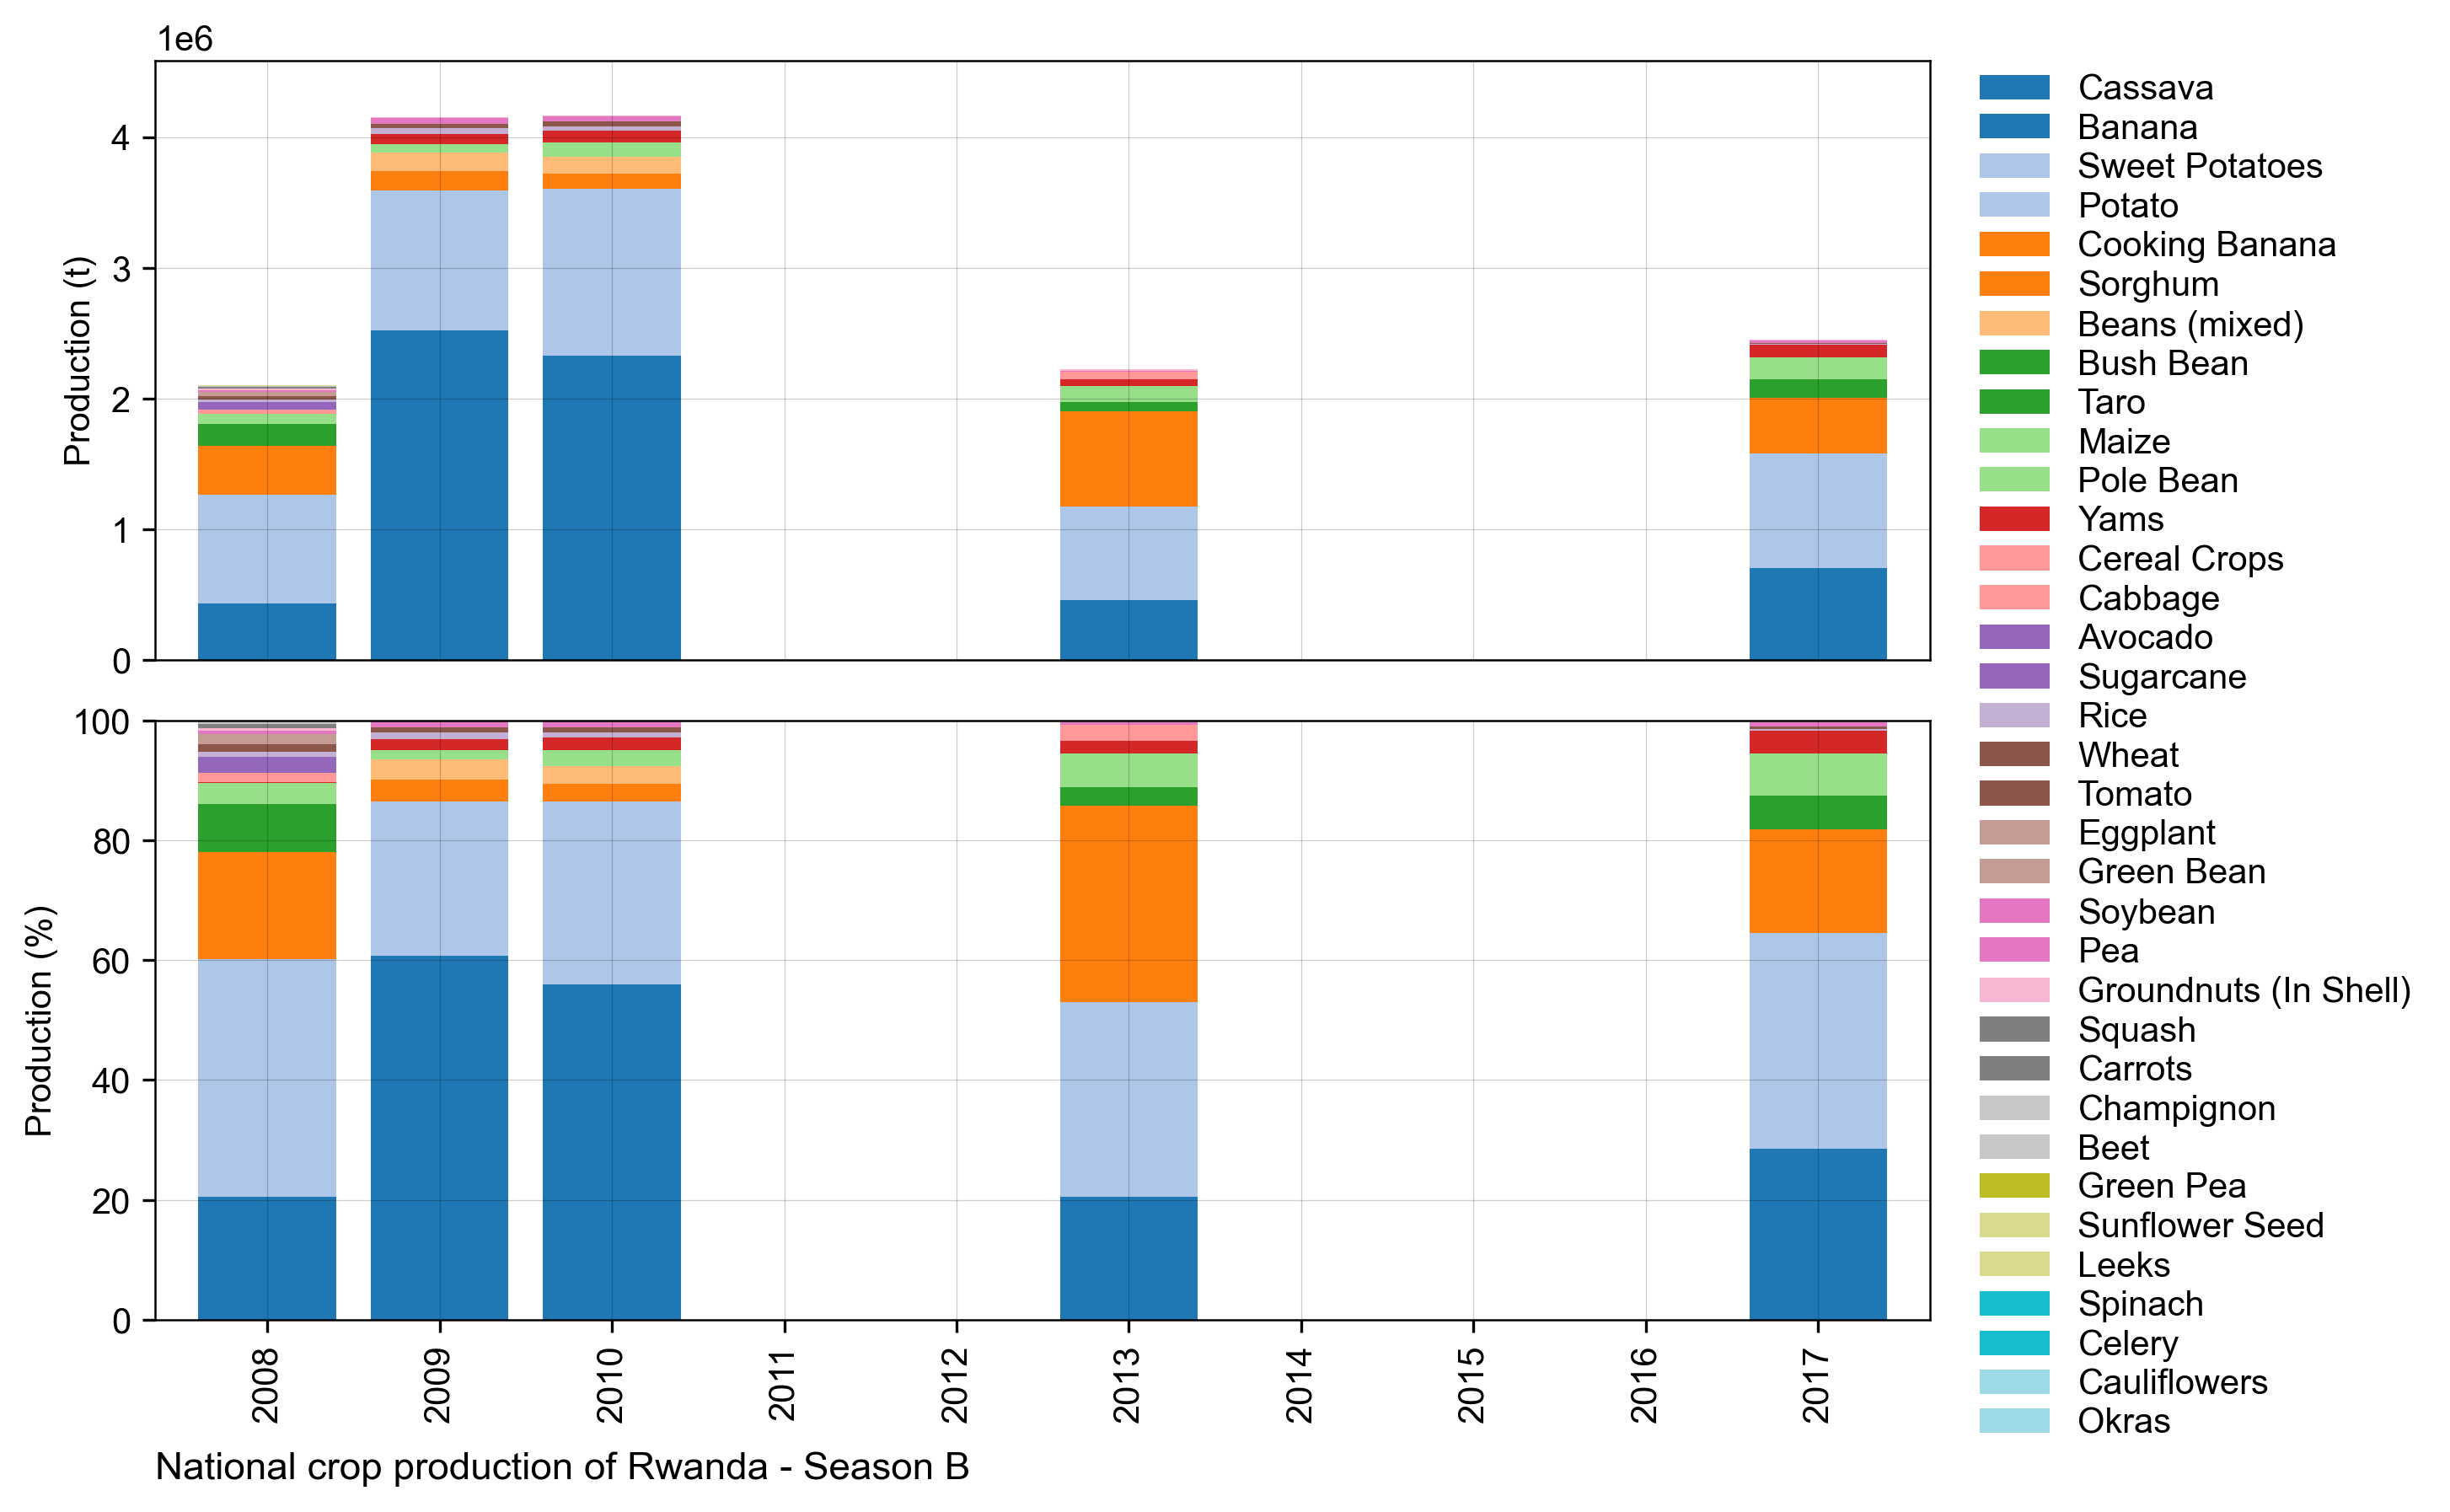 1e6
Production (t)
4
3
2
1
0
Production (%)
100
80
60
40
20
0
2008
2009
2010
2011
2012
2013
2014
2015
2016
2017
National crop production of Rwanda - Season B
Cassava
Banana
Sweet Potatoes
Potato
Cooking Banana
Sorghum
Beans (mixed)
Bush Bean
Taro
Maize
Pole Bean
Yams
Cereal Crops
Cabbage
Avocado
Sugarcane
Rice
Wheat
Tomato
Eggplant
Green Bean
Soybean
Pea
Groundnuts (In Shell)
Squash
Carrots
Champignon
Beet
Green Pea
Sunflower Seed
Leeks
Spinach
Celery
Cauliflowers
Okras